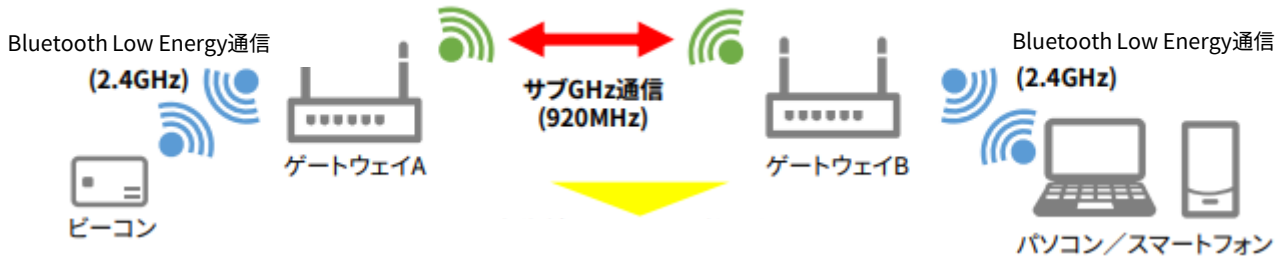 Bluetooth Low Energy通信
(2.4GHz)
ゲートウェイA
ビーコン
サブGHz通信
(920MHz)
ゲートウェイB
Bluetooth Low Energy通信
(2.4GHz)
パソコン／スマートフォン